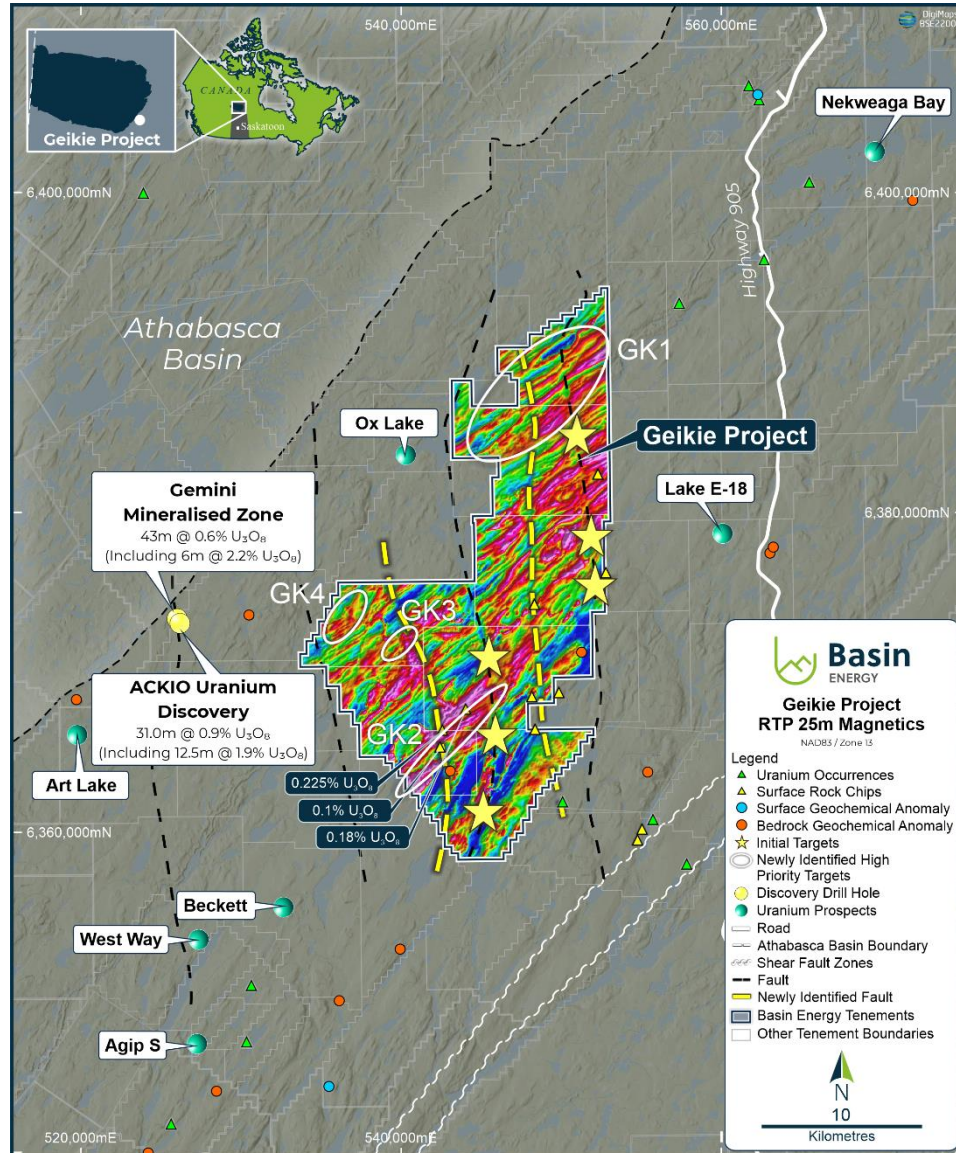 540,000mE
560,000mE
DigiMaps
CANADA
Saskatoon
Geikie Project
Nekweaga Bay
6,400,000mN
6,400,000mN
Highway 905
Athabasca
Basin
GK1
Ox Lake
Geikie Project
Lake E-18
Gemini
Mineralised Zone
43m @ 0.6% U₃O₈
(Including 6m @ 2.2% U₃O₈)
6,380,000mN
GK4
GK3
ACKIO Uranium
Discovery
31.0m @ 0.9% U₃O₈
(Including 12.5m @ 1.9% U₃O₈)
GK2
Art Lake
0.225% U₃O₈
0.1% U₃O₈
0.18% U₃O₈
6,360,000mN
Beckett
West Way
Agip S
520,000mE
540,000mE
Basin
ENERGY
Geikie Project
RTP 25m Magnetics
NAD83 / Zone 13
Legend
Uranium Occurrences
Surface Rock Chips
Surface Geochemical Anomaly
Bedrock Geochemical Anomaly
Initial Targets
Newly Identified High
Priority Targets
Discovery Drill Hole
Uranium Prospects
Road
Athabasca Basin Boundary
Shear Fault Zones
Fault
Newly Identified Fault
Basin Energy Tenements
Other Tenement Boundaries
N
10
Kilometres